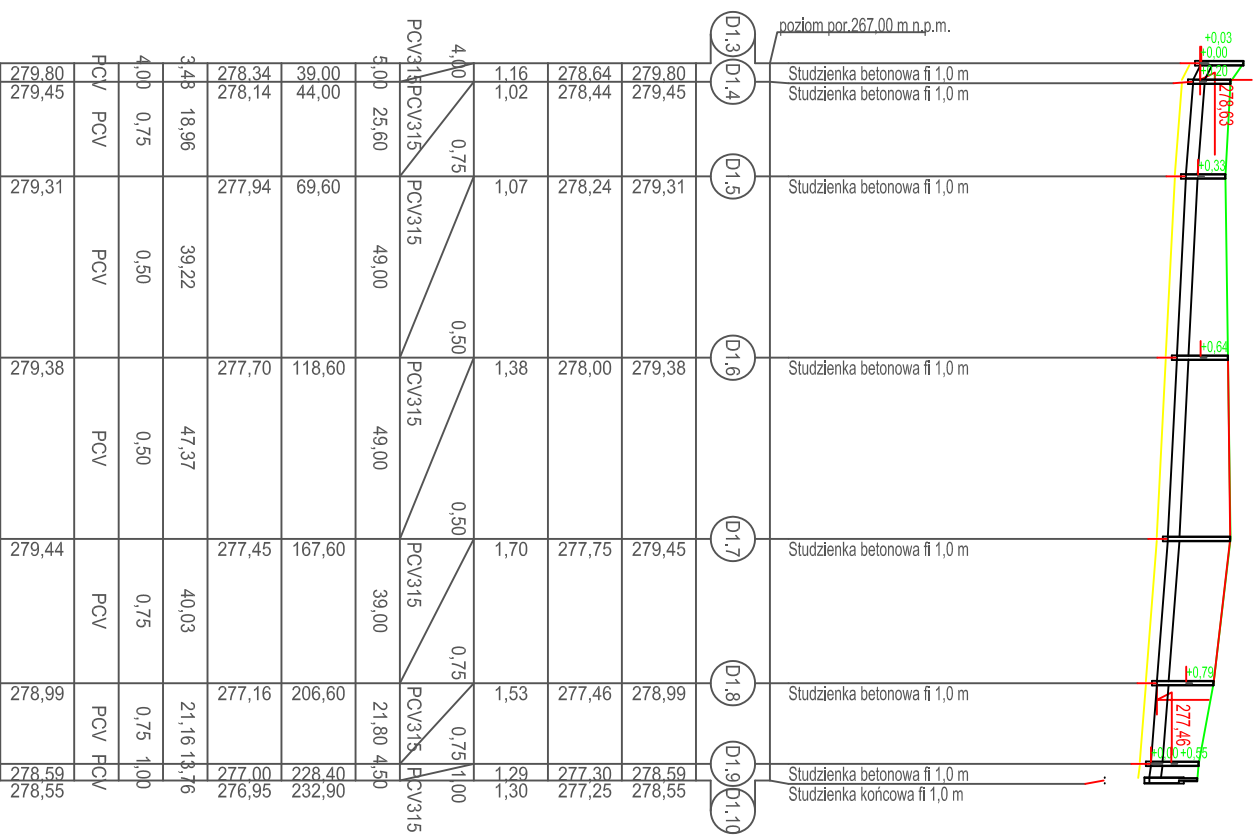 poziom por.267,00 m n.p.m.
D1.3
PCV315
4,00
+0,03
+0,00
279,80
PCV
4,00
3,48
278,34
39,00
5,00
1,16
278,64
279,80
D1.4
Studzienka betonowa fi 1,0 m
279,45
278,14
44,00
PCV315
1,02
278,44
279,45
Studzienka betonowa fi 1,0 m
278,63
PCV
0,75
18,96
25,60
0,75
D1.5
279,31
277,94
69,60
PCV315
1,07
278,24
279,31
Studzienka betonowa fi 1,0 m
+0,33
PCV
0,50
39,22
49,00
0,50
D1.6
279,38
277,70
118,60
PCV315
1,38
278,00
279,38
Studzienka betonowa fi 1,0 m
+0,64
PCV
0,50
47,37
49,00
0,50
D1.7
279,44
277,45
167,60
PCV315
1,70
277,75
279,45
Studzienka betonowa fi 1,0 m
PCV
0,75
40,03
39,00
0,75
D1.8
278,99
277,16
206,60
PCV315
1,53
277,46
278,99
Studzienka betonowa fi 1,0 m
+0,79
277,46
PCV
0,75
21,16
21,80
0,75
D1.9
278,59
277,00
228,40
1,29
277,30
278,59
Studzienka betonowa fi 1,0 m
+0,00
+0,55
PCV
1,00
13,76
4,50
PCV315
1,00
278,55
276,95
232,90
1,30
277,25
278,55
D1.10
Studzienka końcowa fi 1,0 m